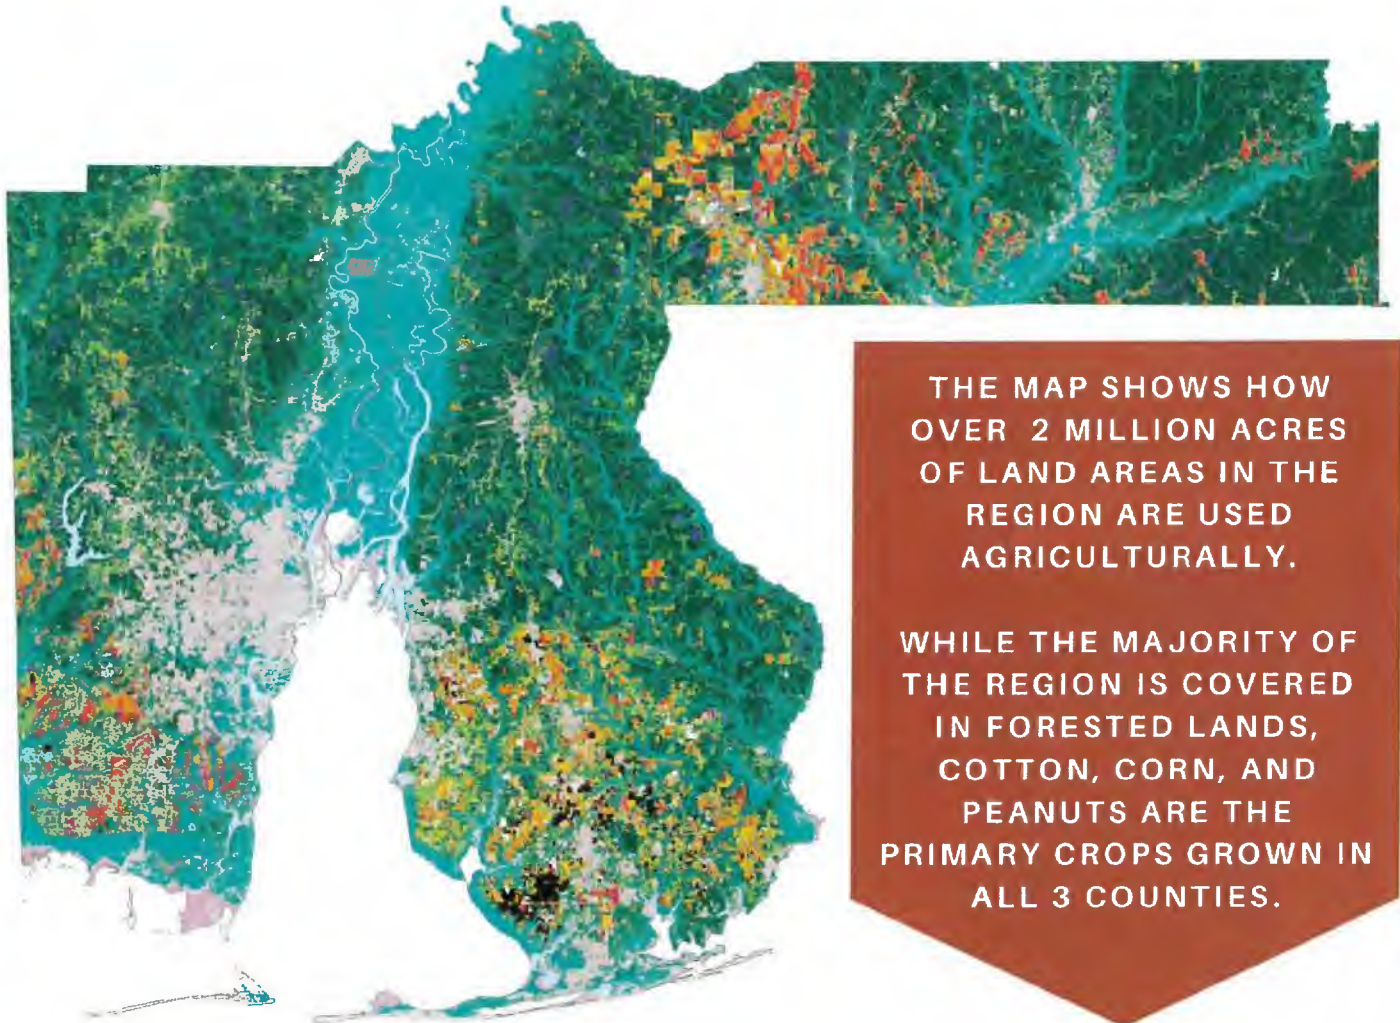 THE MAP SHOWS HOW
OVER 2 MILLION ACRES
OF LAND AREAS IN THE
REGION ARE USED
AGRICULTURALLY.
WHILE THE MAJORITY OF
THE REGION IS COVERED
IN FORESTED LANDS,
COTTON, CORN, AND
PEANUTS ARE THE
PRIMARY CROPS GROWN IN
ALL 3 COUNTIES.